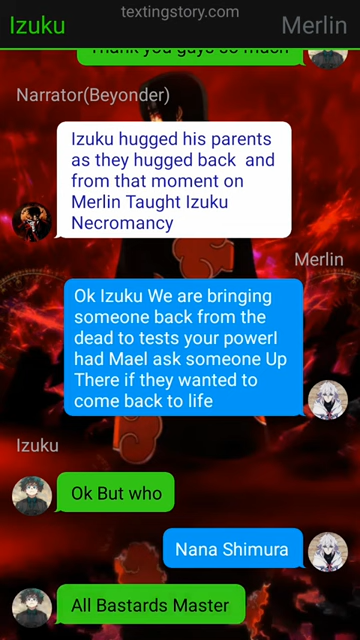 textingstory.com
Izuku
Merlin
Thank you guys so much
Narrator(Beyonder)
Izuku hugged his parents
as they hugged back and
from that moment on
Merlin Taught Izuku
Necromancy
Merlin
Ok Izuku We are bringing
someone back from the
dead to tests your powerI
had Mael ask someone Up
There if they wanted to
come back to life
Izuku
Ok But who
Nana Shimura
All Bastards Master